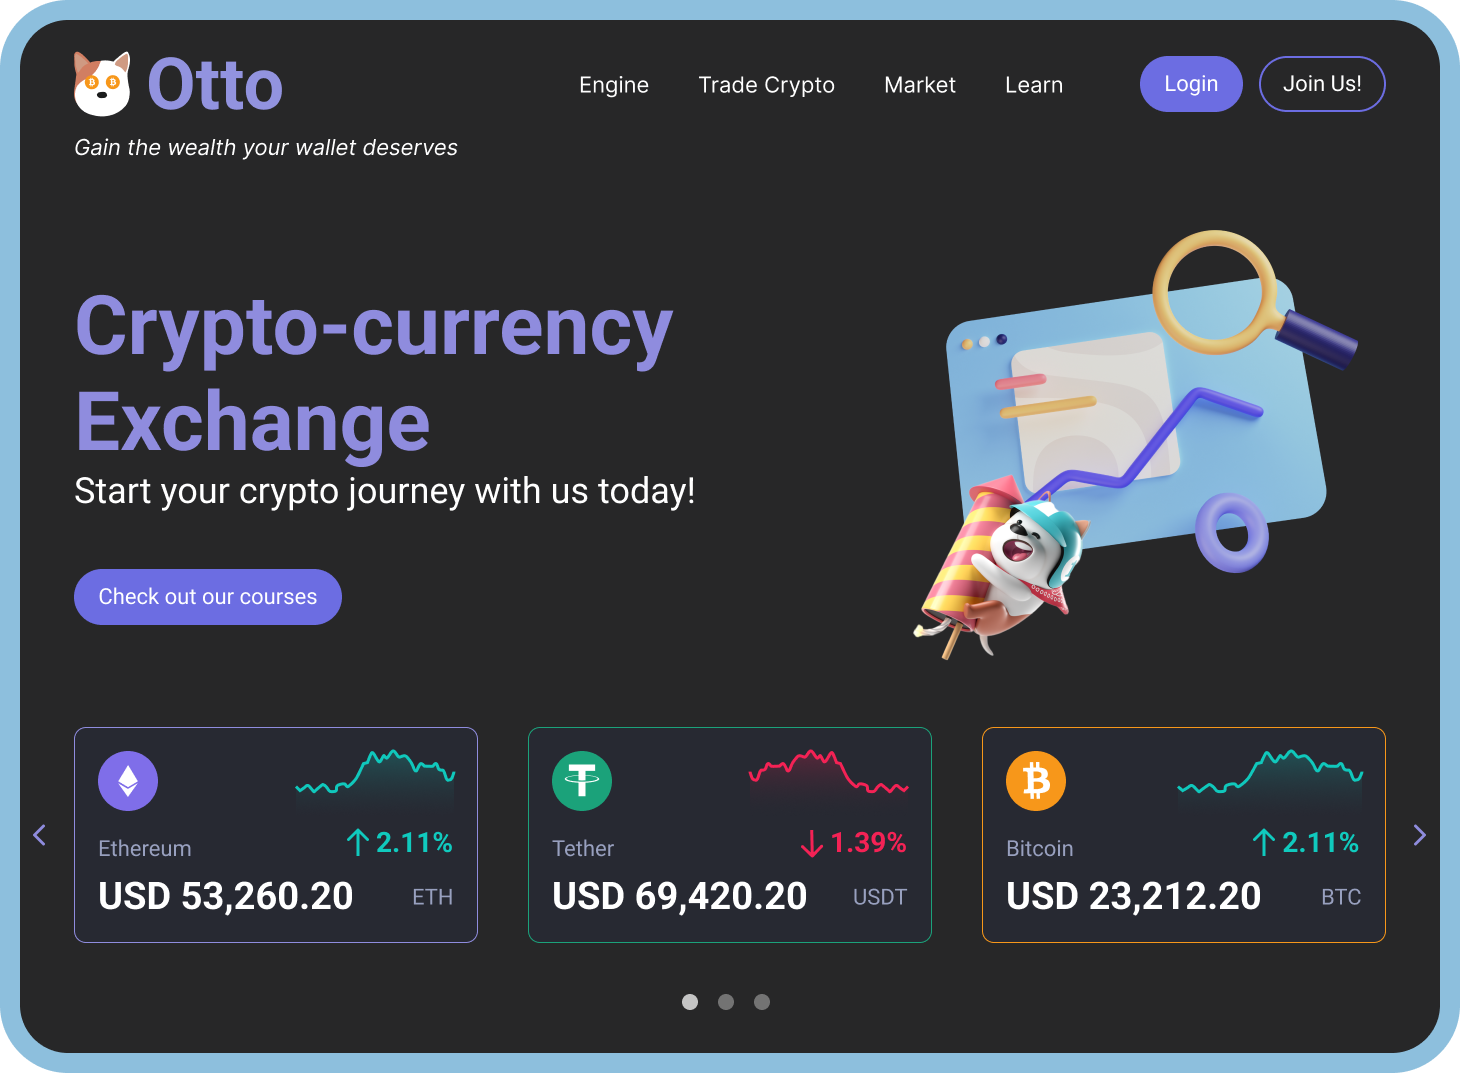 Otto
Engine
Trade Crypto
Market
Learn
Login
Join Us!
Gain the wealth your wallet deserves
Crypto-currency
Exchange
Start your crypto journey with us today!
Check out our courses
Ethereum
2.11%
USD 53,260.20
ETH
Tether
1.39%
USD 69,420.20
USDT
Bitcoin
2.11%
USD 23,212.20
BTC